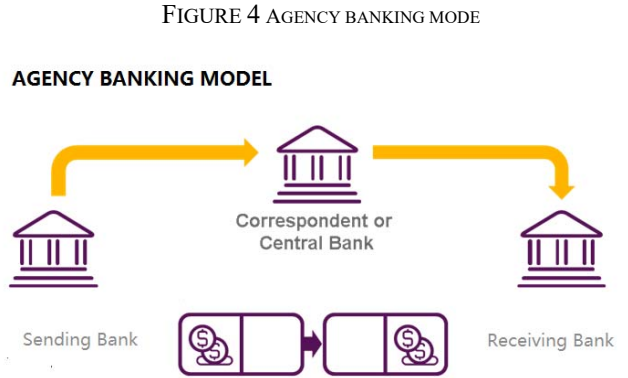 FIGURE 4 AGENCY BANKING MODE
AGENCY BANKING MODEL
Correspondent or
Central Bank
Sending Bank
Receiving Bank
$
$